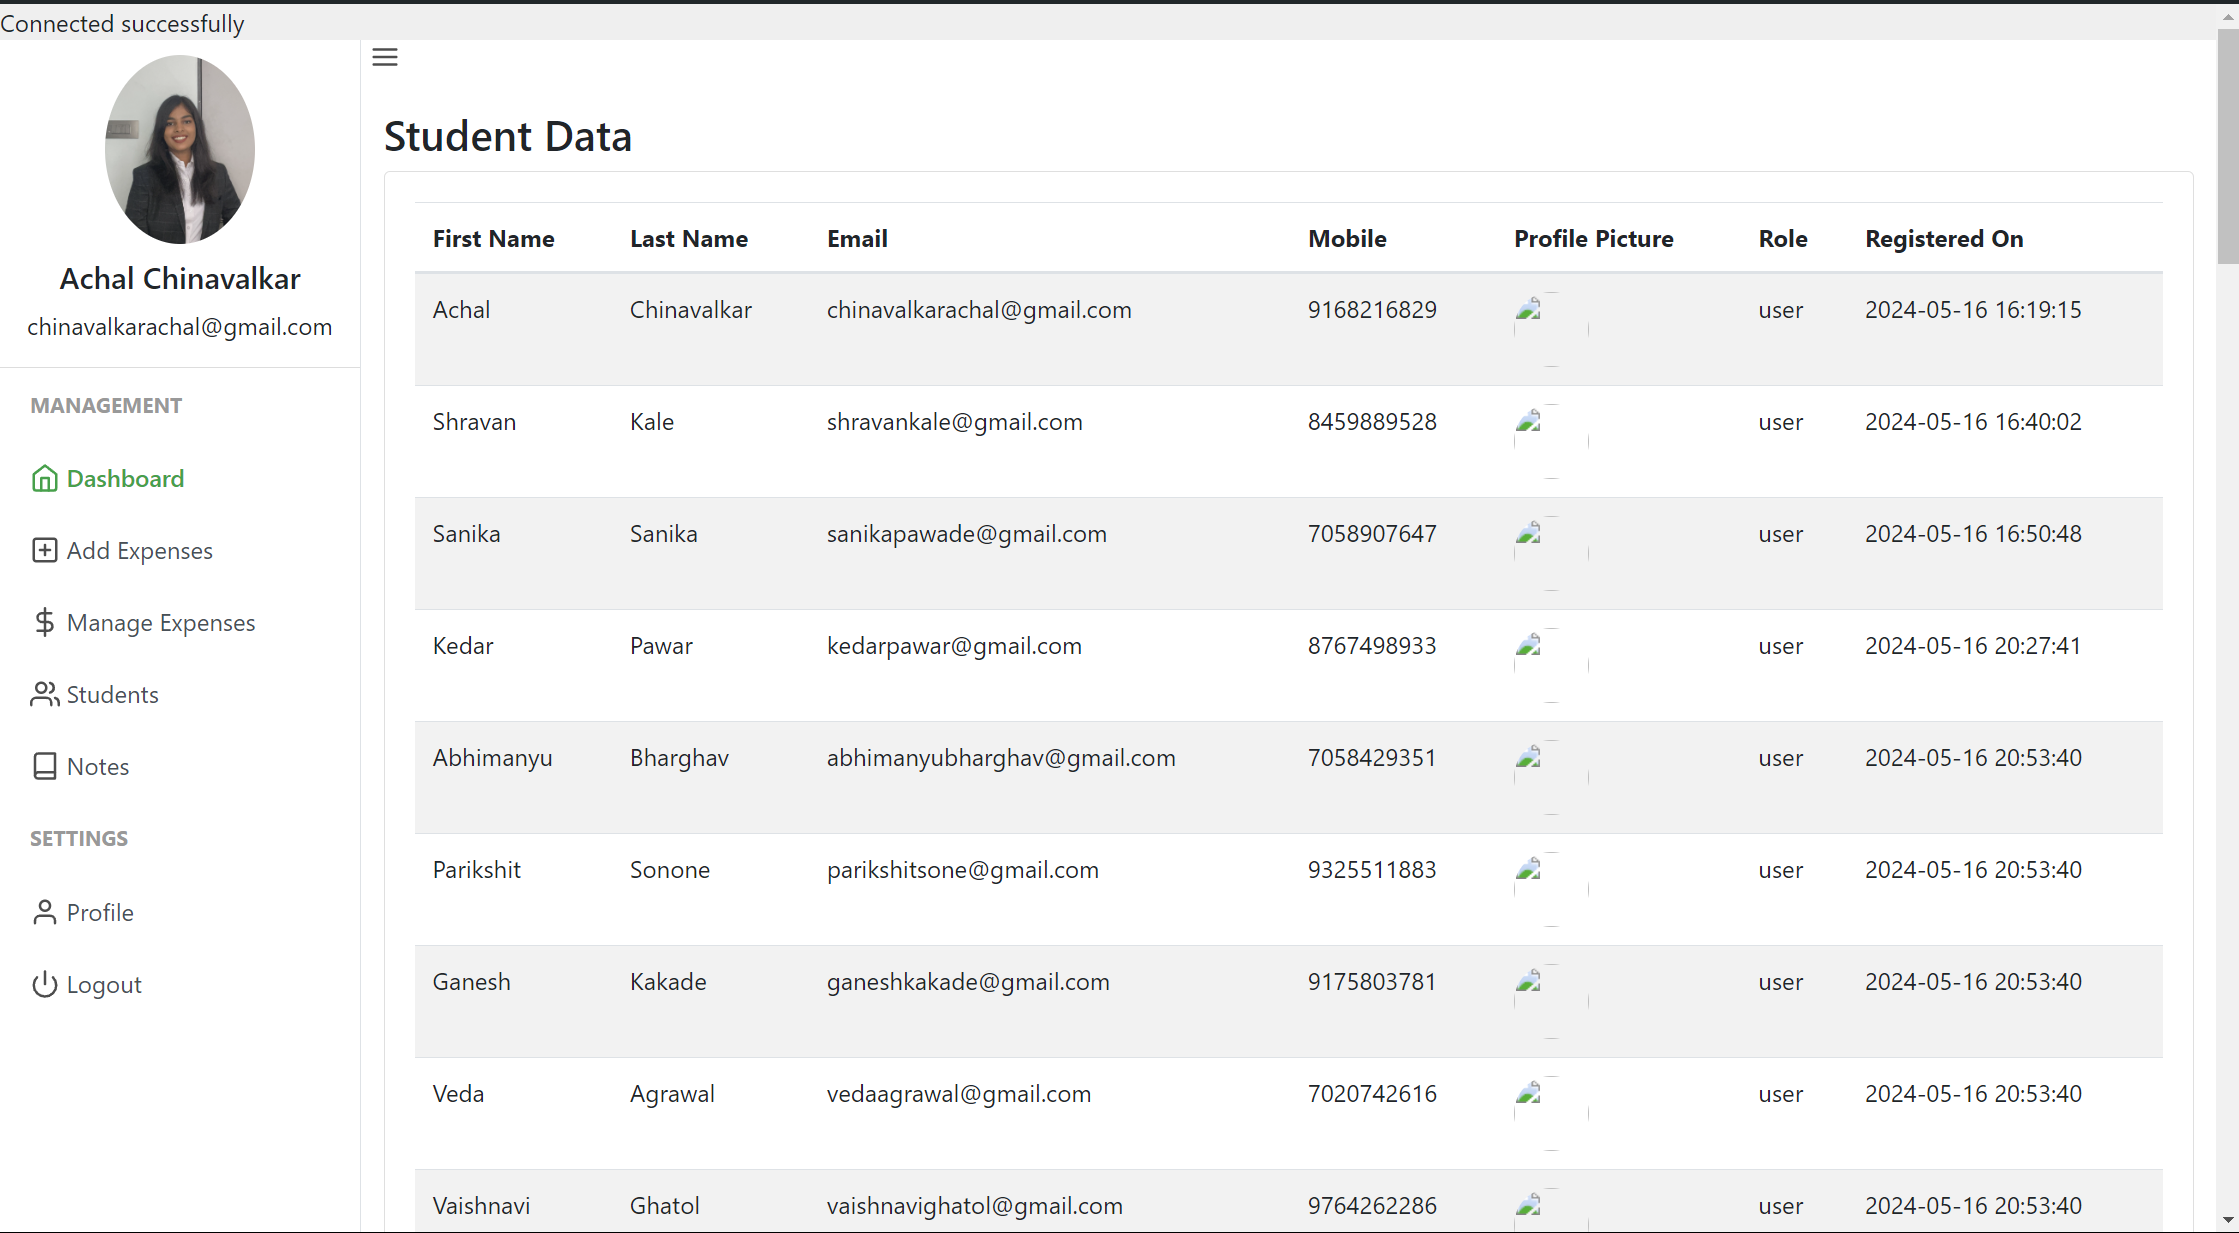 Connected successfully
Achal Chinavalkar
chinavalkarachal@gmail.com
MANAGEMENT
Dashboard
Add Expenses
Manage Expenses
Students
Notes
SETTINGS
Profile
Logout
Student Data
First Name Last Name Email Mobile Profile Picture Role Registered On
Achal Chinavalkar chinavalkarachal@gmail.com 9168216829 user 2024-05-16 16:19:15
Shravan Kale shravankale@gmail.com 8459889528 user 2024-05-16 16:40:02
Sanika Sanika sanikapawade@gmail.com 7058907647 user 2024-05-16 16:50:48
Kedar Pawar kedarpawar@gmail.com 8767498933 user 2024-05-16 20:27:41
Abhimanyu Bharghav abhimanyubharghav@gmail.com 7058429351 user 2024-05-16 20:53:40
Parikshit Sonone parikshitsone@gmail.com 9325511883 user 2024-05-16 20:53:40
Ganesh Kakade ganeshkakade@gmail.com 9175803781 user 2024-05-16 20:53:40
Veda Agrawal vedaagrawal@gmail.com 7020742616 user 2024-05-16 20:53:40
Vaishnavi Ghatol vaishnavighatol@gmail.com 9764262286 user 2024-05-16 20:53:40